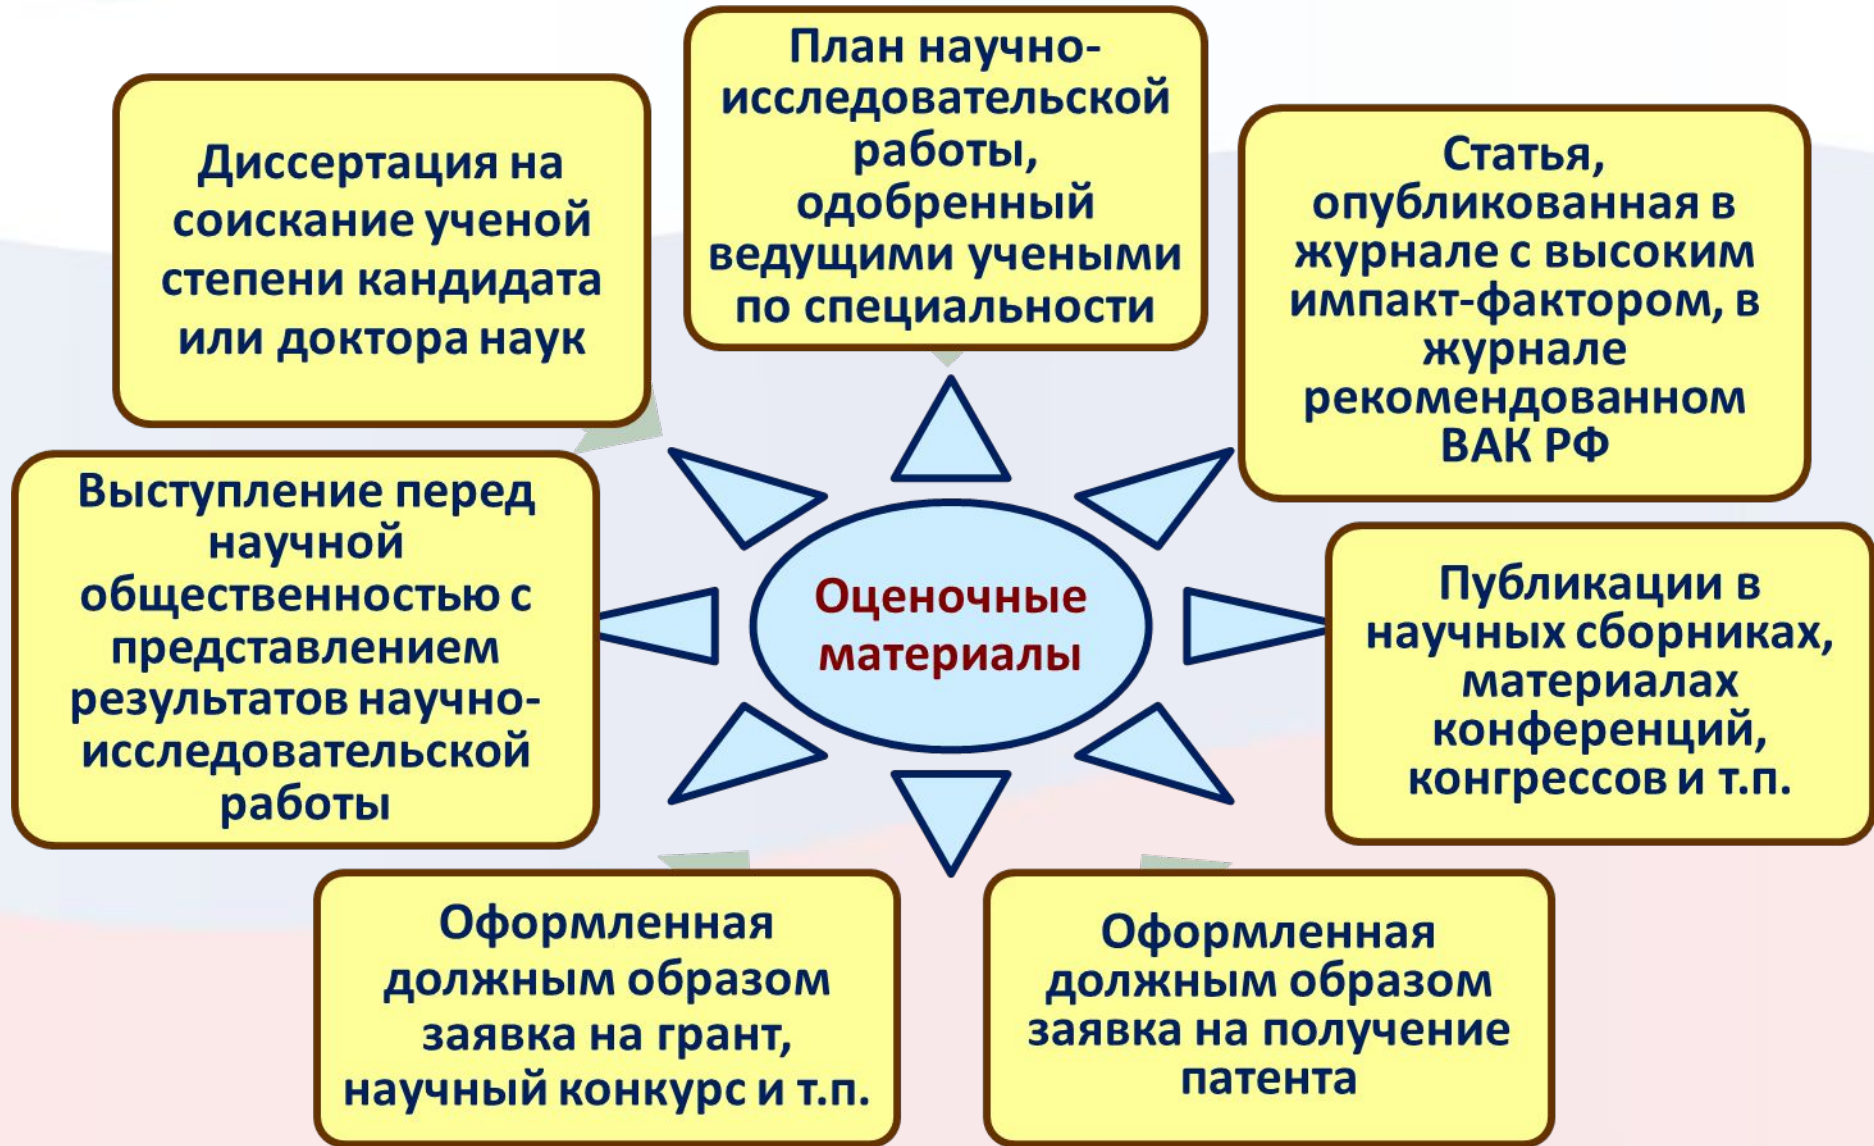 План научно-
исследовательской
работы,
одобренный
ведущими учеными
по специальности
Диссертация на
соискание ученой
степени кандидата
или доктора наук
Статья,
опубликованная в
журнале с высоким
импакт-фактором, в
журнале
рекомендованном
ВАК РФ
Выступление перед
научной
общественностью с
представлением
результатов научно-
исследовательской
работы
Оценочные
материалы
Публикации в
научных сборниках,
материалах
конференций,
конгрессов и т.п.
Оформленная
должным образом
заявка на грант,
научный конкурс и т.п.
Оформленная
должным образом
заявка на получение
патента